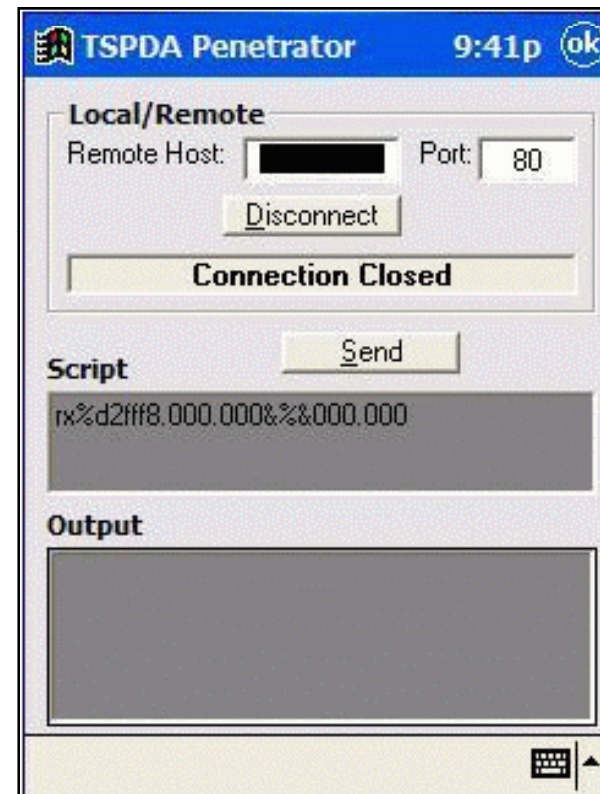 TSPDA Penetrator 9:41p ok
Local/Remote
Remote Host: Port: 80
Disconnect
Connection Closed
Send
Script
rx%d2fff8.000.000&%&000.000
Output